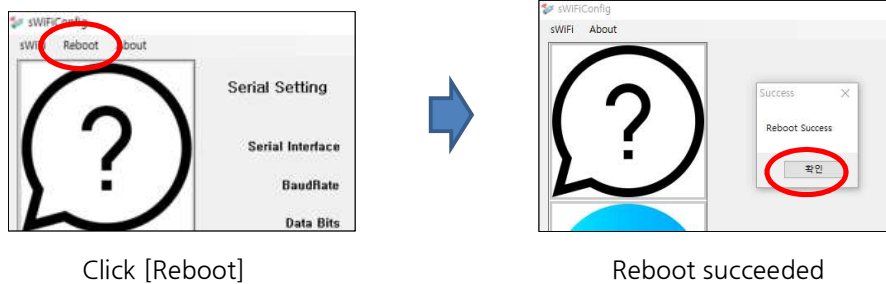 sWiFiConfig
sWiFi Reboot About
Serial Setting
Serial Interface
BaudRate
Data Bits
Click [Reboot]
sWiFiConfig
sWiFi About
Success
Reboot Success
확인
Reboot succeeded